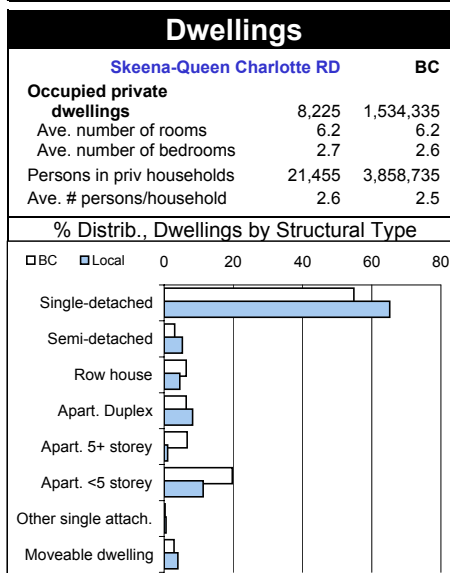 Dwellings
Skeena-Queen Charlotte RD BC
Occupied private
dwellings 8,225 1,534,335
Ave. number of rooms 6.2 6.2
Ave. number of bedrooms 2.7 2.6
Persons in priv households 21,455 3,858,735
Ave. # persons/household 2.6 2.5
% Distrib., Dwellings by Structural Type
BC Local 0 20 40 60 80
Single-detached
Semi-detached
Row house
Apart. Duplex
Apart. 5+ storey
Apart. <5 storey
Other single attach.
Moveable dwelling